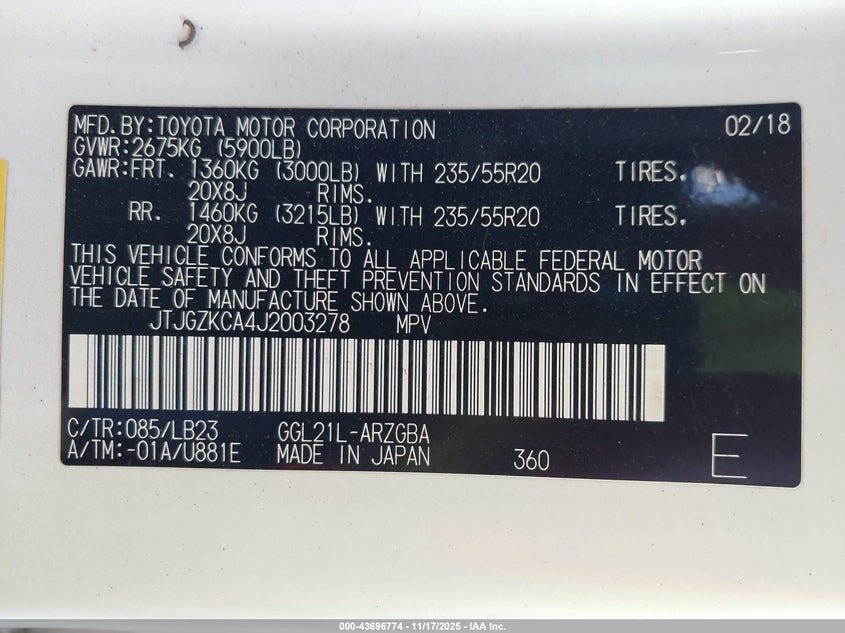 MFD.BY:TOYOTA MOTOR CORPORATION 02/18
GVWR:2675KG (5900LB)
GAWR:FRT. 1360KG (3000LB) WITH 235/55R20 TIRES.
20X8J RIMS.
RR. 1460KG (3215LB) WITH 235/55R20 TIRES.
20X8J RIMS.
THIS VEHICLE CONFORMS TO ALL APPLICABLE FEDERAL MOTOR
VEHICLE SAFETY AND THEFT PREVENTION STANDARDS IN EFFECT ON
THE DATE OF MANUFACTURE SHOWN ABOVE.
JTJGZKCA4J2003278 MPV
C/TR:085/LB23 GGL21L-ARZGBA
A/TM:-01A/U881E MADE IN JAPAN 360 E
000-43696774 - 11/17/2025 - IAA Inc.